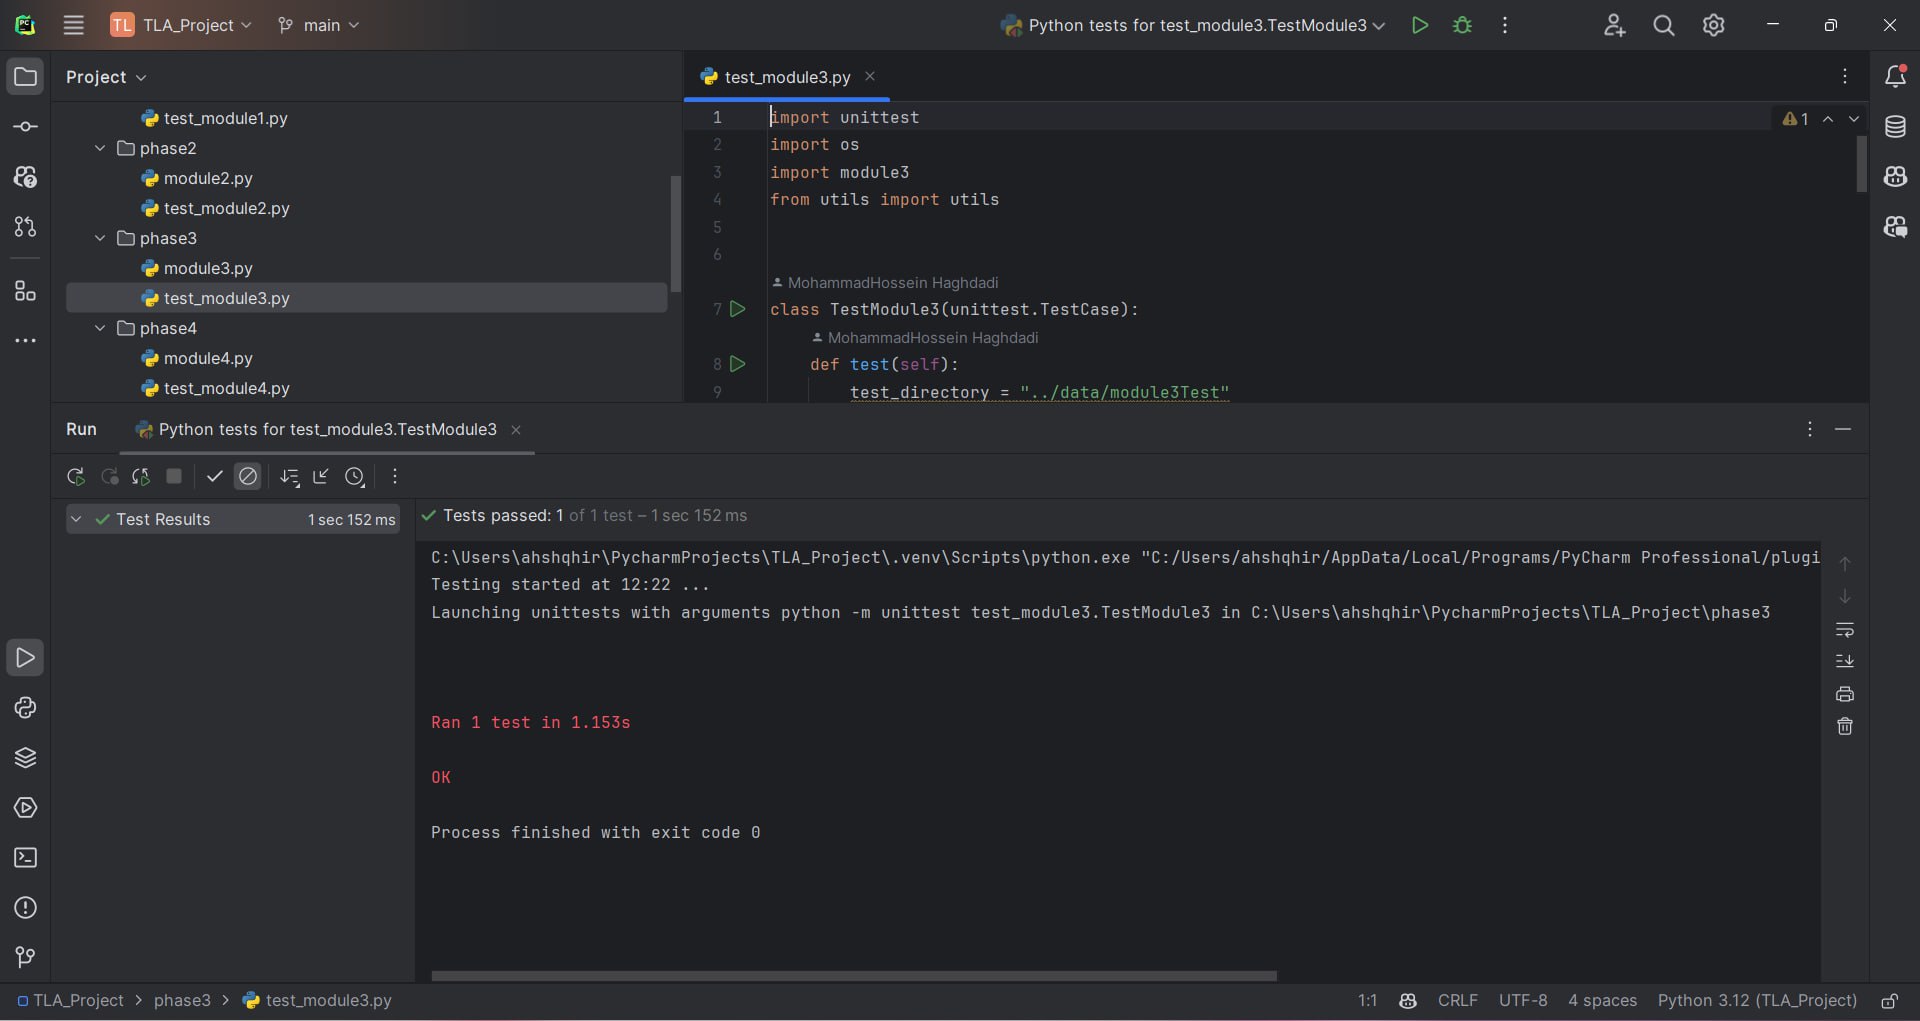 TL TLA_Project main Python tests for test_module3.TestModule3
Project
test_module1.py
phase2
module2.py
test_module2.py
phase3
module3.py
test_module3.py
phase4
module4.py
test_module4.py
test_module3.py
1 import unittest
2 import os
3 import module3
4 from utils import utils
5
6
MohammadHossein Haghdadi
7 class TestModule3(unittest.TestCase):
MohammadHossein Haghdadi
8 def test(self):
9 test_directory = "../data/module3Test"
1
Run Python tests for test_module3.TestModule3
Test Results 1 sec 152 ms
Tests passed: 1 of 1 test – 1 sec 152 ms
C:\Users\ahshqhir\PycharmProjects\TLA_Project\.venv\Scripts\python.exe "C:/Users/ahshqhir/AppData/Local/Programs/PyCharm Professional/plugi
Testing started at 12:22 ...
Launching unittests with arguments python -m unittest test_module3.TestModule3 in C:\Users\ahshqhir\PycharmProjects\TLA_Project\phase3
Ran 1 test in 1.153s
OK
Process finished with exit code 0
TLA_Project > phase3 > test_module3.py
1:1 CRLF UTF-8 4 spaces Python 3.12 (TLA_Project)